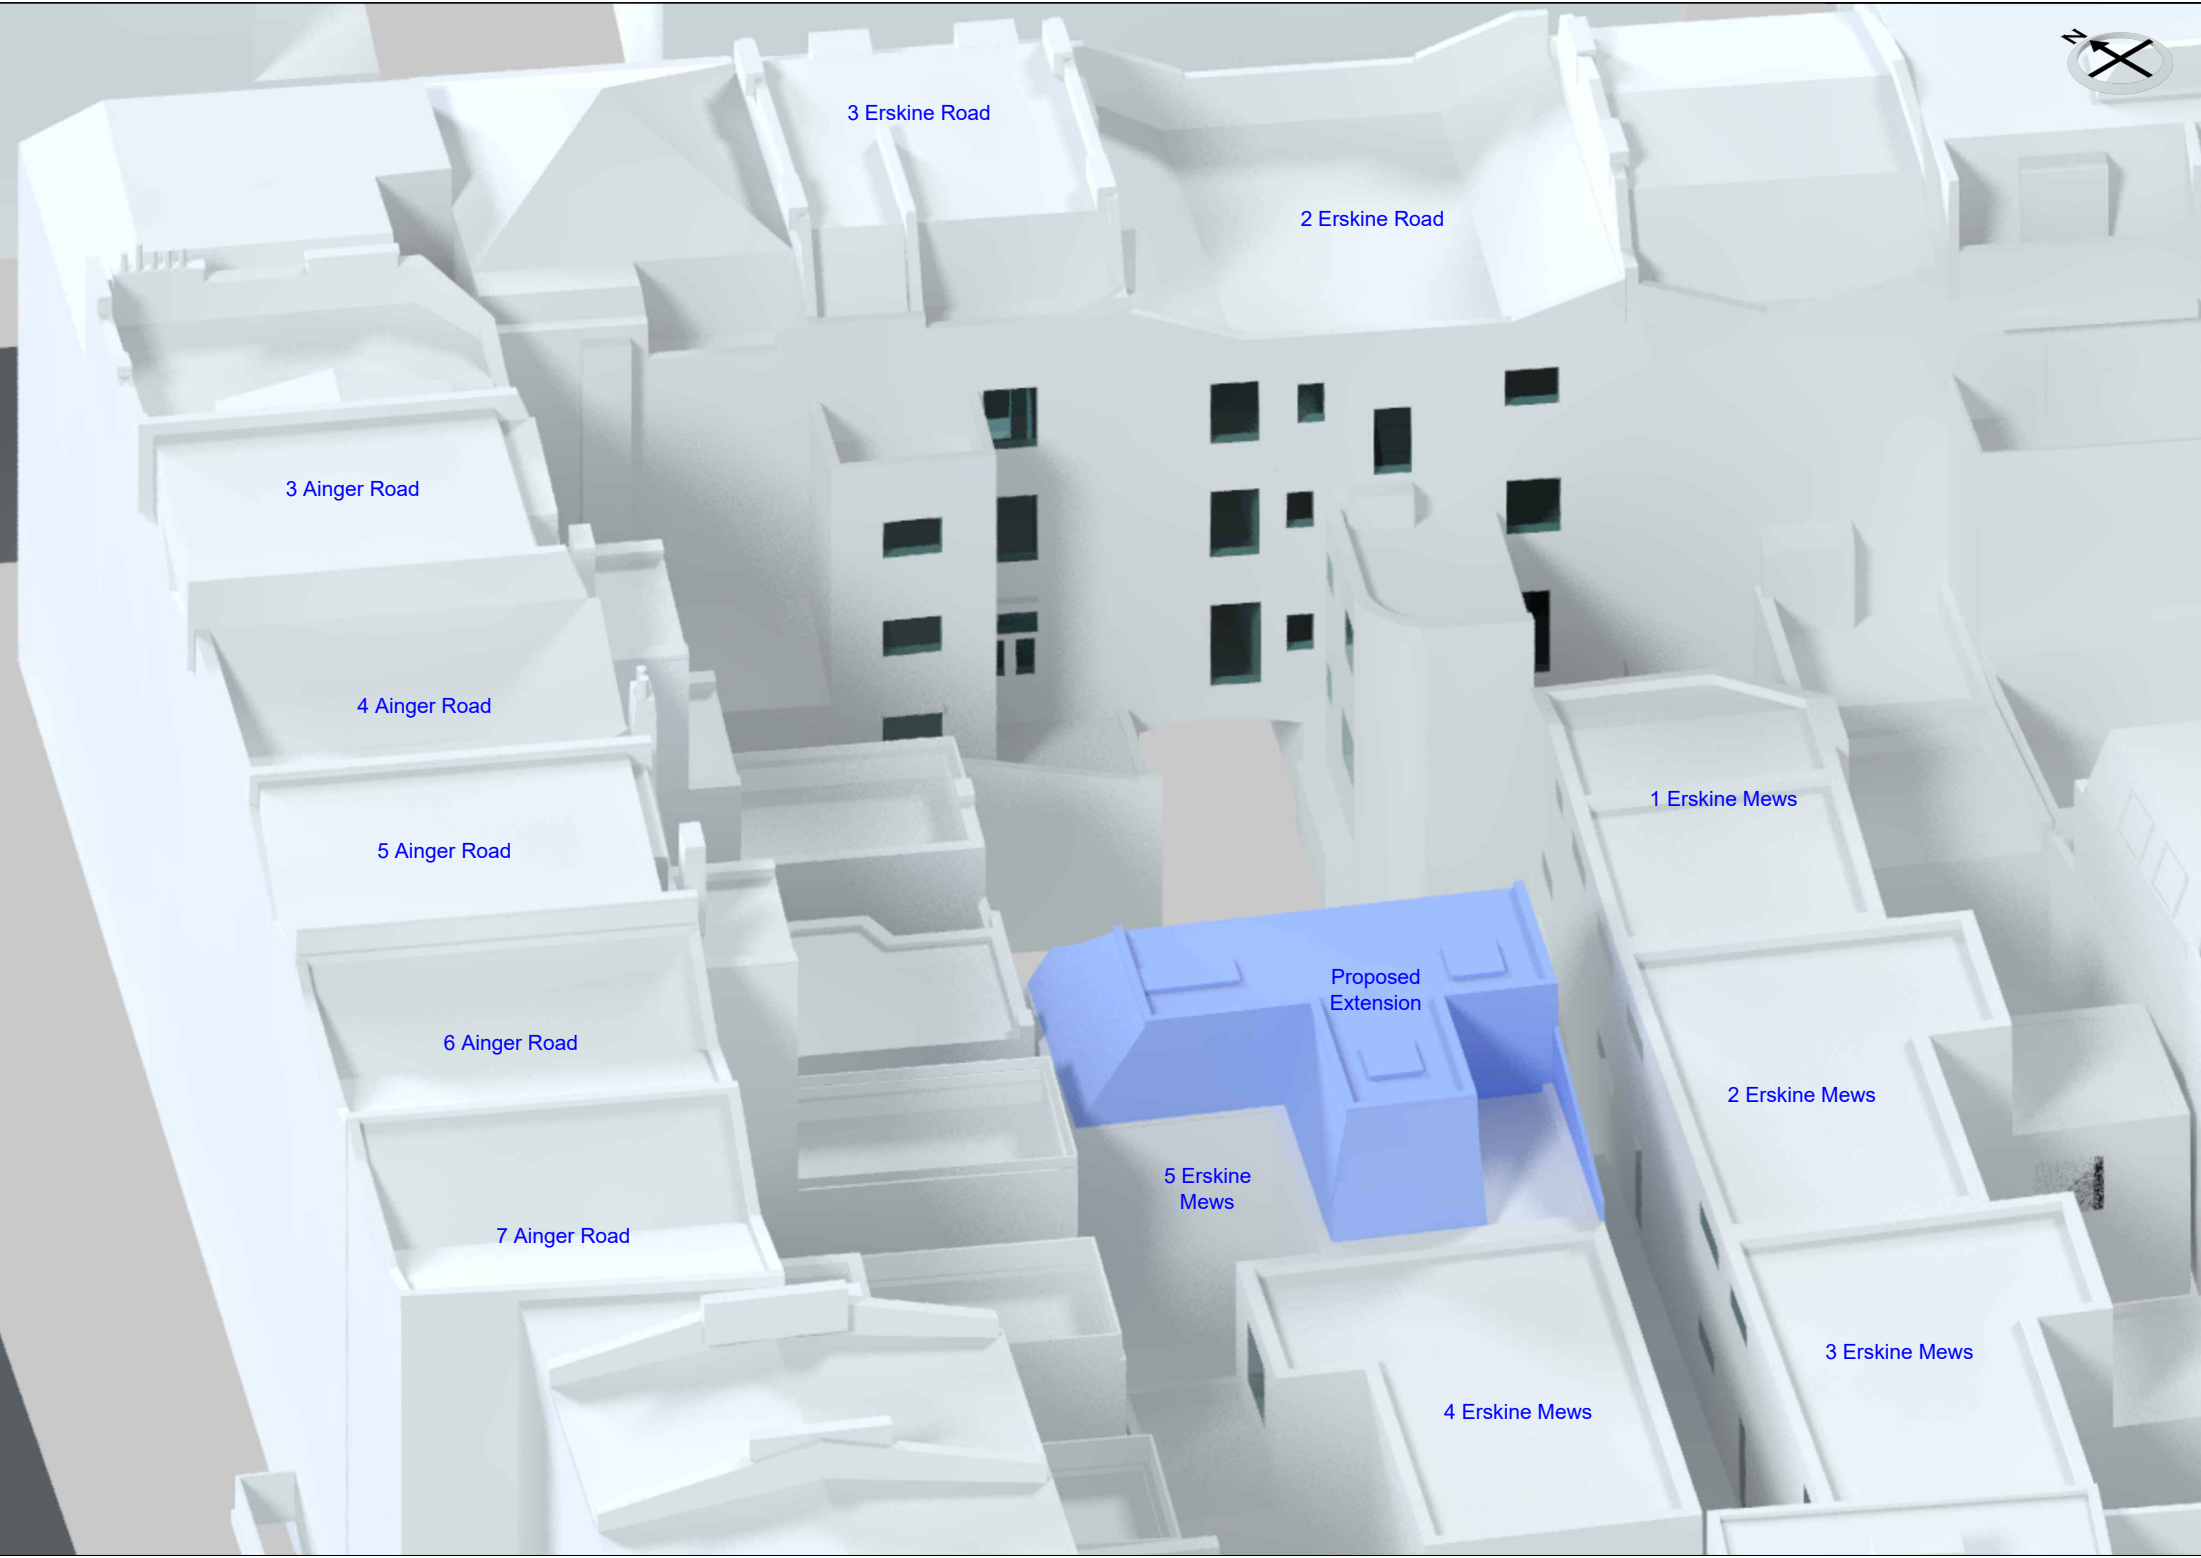 N
3 Erskine Road
2 Erskine Road
3 Ainger Road
4 Ainger Road
1 Erskine Mews
5 Ainger Road
Proposed
Extension
6 Ainger Road
2 Erskine Mews
5 Erskine
Mews
7 Ainger Road
3 Erskine Mews
4 Erskine Mews